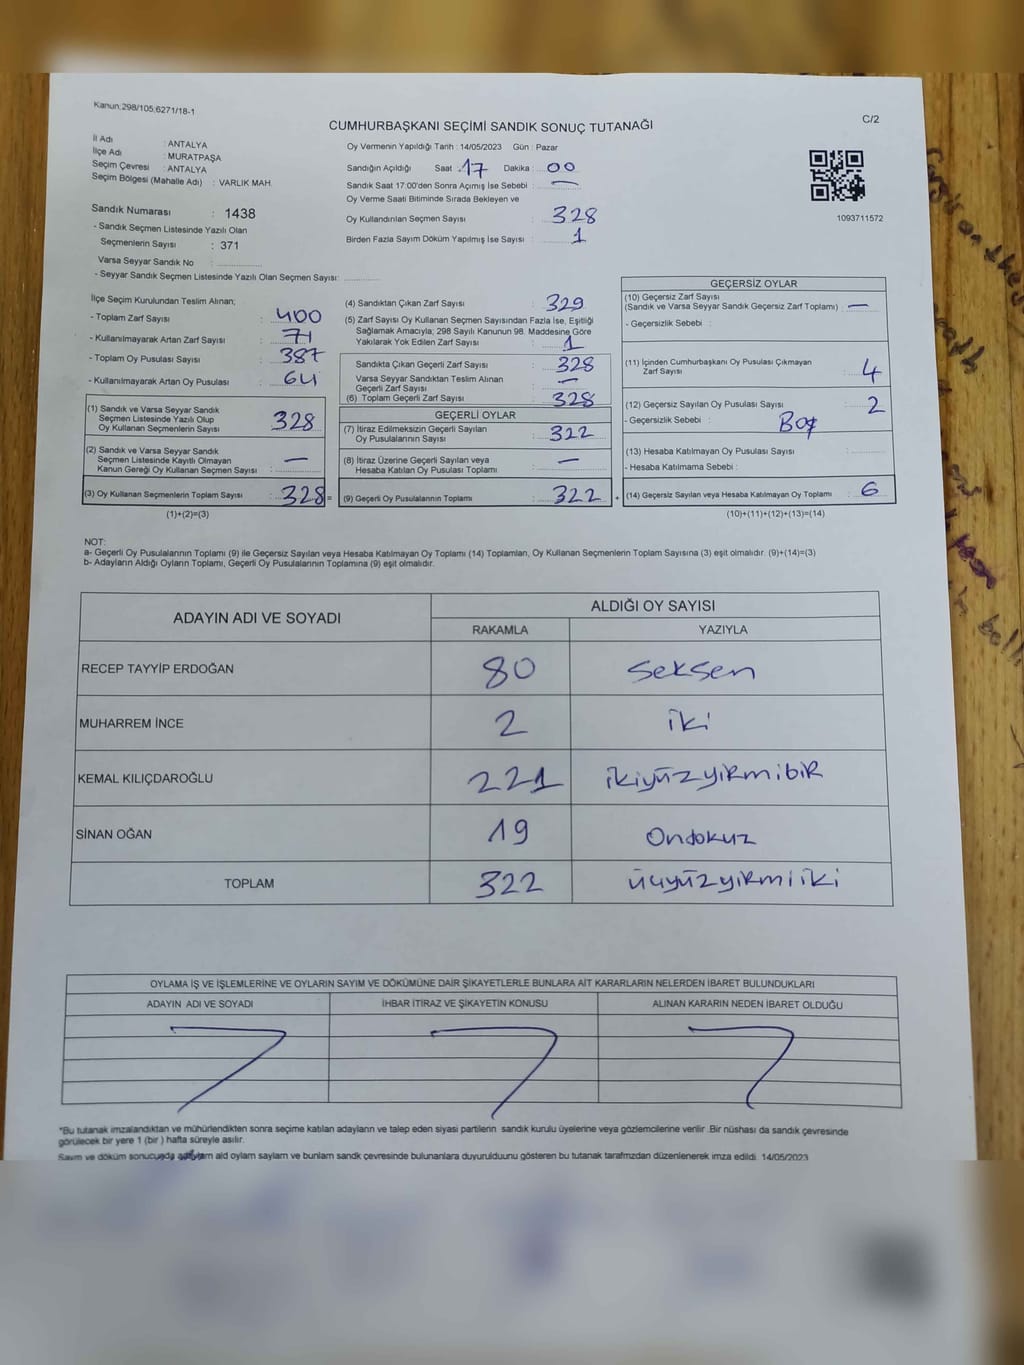 Kanun:298/105;6271/18-1
C/2
CUMHURBAŞKANI SEÇİMİ SANDIK SONUÇ TUTANAĞI
İl Adı : ANTALYA
İlçe Adı : MURATPAŞA
Seçim Çevresi : ANTALYA
Seçim Bölgesi (Mahalle Adı) : VARLIK MAH.
Sandık Numarası : 1438
- Sandık Seçmen Listesinde Yazılı Olan
Seçmenlerin Sayısı : 371
Varsa Seyyar Sandık No :
- Seyyar Sandık Seçmen Listesinde Yazılı Olan Seçmen Sayısı:
Oy Vermenin Yapıldığı Tarih : 14/05/2023 Gün : Pazar
Sandığın Açıldığı Saat : 17 Dakika : 00
Sandık Saat 17:00'den Sonra Açımış İse Sebebi : —
Oy Verme Saati Bitiminde Sırada Bekleyen ve
Oy Kullandırılan Seçmen Sayısı : 328
Birden Fazla Sayım Döküm Yapılmış İse Sayısı : 1
1093711572
İlçe Seçim Kurulundan Teslim Alınan;
- Toplam Zarf Sayısı : 400
- Kullanılmayarak Artan Zarf Sayısı : 71
- Toplam Oy Pusulası Sayısı : 387
- Kullanılmayarak Artan Oy Pusulası : 64
(1) Sandık ve Varsa Seyyar Sandık
Seçmen Listesinde Yazılı Olup
Oy Kullanan Seçmenlerin Sayısı : 328
(2) Sandık ve Varsa Seyyar Sandık
Seçmen Listesinde Kayıtlı Olmayan
Kanun Gereği Oy Kullanan Seçmen Sayısı : —
(3) Oy Kullanan Seçmenlerin Toplam Sayısı : 328 =
(1)+(2)=(3)
(4) Sandıktan Çıkan Zarf Sayısı : 329
(5) Zarf Sayısı Oy Kullanan Seçmen Sayısından Fazla İse, Eşitliği
Sağlamak Amacıyla; 298 Sayılı Kanunun 98. Maddesine Göre
Yakılarak Yok Edilen Zarf Sayısı : 1
Sandıkta Çıkan Geçerli Zarf Sayısı : 328
Varsa Seyyar Sandıktan Teslim Alınan
Geçerli Zarf Sayısı : —
(6) Toplam Geçerli Zarf Sayısı : 328
GEÇERLİ OYLAR
(7) İtiraz Edilmeksizin Geçerli Sayılan
Oy Pusulalarının Sayısı : 322
(8) İtiraz Üzerine Geçerli Sayılan veya
Hesaba Katılan Oy Pusulası Toplamı : —
(9) Geçerli Oy Pusulalarının Toplamı : 322 +
GEÇERSİZ OYLAR
(10) Geçersiz Zarf Sayısı
(Sandık ve Varsa Seyyar Sandık Geçersiz Zarf Toplamı) : —
- Geçersizlik Sebebi :
(11) İçinden Cumhurbaşkanı Oy Pusulası Çıkmayan
Zarf Sayısı : 4
(12) Geçersiz Sayılan Oy Pusulası Sayısı : 2
- Geçersizlik Sebebi : Boş
(13) Hesaba Katılmayan Oy Pusulası Sayısı :
- Hesaba Katılmama Sebebi :
(14) Geçersiz Sayılan veya Hesaba Katılmayan Oy Toplamı : 6
(10)+(11)+(12)+(13)=(14)
NOT:
a- Geçerli Oy Pusulalarının Toplamı (9) ile Geçersiz Sayılan veya Hesaba Katılmayan Oy Toplamı (14) Toplamları, Oy Kullanan Seçmenlerin Toplam Sayısına (3) eşit olmalıdır. (9)+(14)=(3)
b- Adayların Aldığı Oyların Toplamı, Geçerli Oy Pusulalarının Toplamına (9) eşit olmalıdır.
ADAYIN ADI VE SOYADI
ALDIĞI OY SAYISI
RAKAMLA YAZIYLA
RECEP TAYYİP ERDOĞAN 80 seksen
MUHARREM İNCE 2 iki
KEMAL KILIÇDAROĞLU 221 ikiyüzyirmibir
SİNAN OĞAN 19 Ondokuz
TOPLAM 322 üçyüzyirmiiki
OYLAMA İŞ VE İŞLEMLERİNE VE OYLARIN SAYIM VE DÖKÜMÜNE DAİR ŞİKAYETLERLE BUNLARA AİT KARARLARIN NELERDEN İBARET BULUNDUKLARI
ADAYIN ADI VE SOYADI İHBAR İTİRAZ VE ŞİKAYETİN KONUSU ALINAN KARARIN NEDEN İBARET OLDUĞU
*Bu tutanak imzalandıktan ve mühürlendikten sonra seçime katılan adayların ve talep eden siyasi partilerin sandık kurulu üyelerine veya gözlemcilerine verilir .Bir nüshası da sandık çevresinde
görülecek bir yere 1 (bir ) hafta süreyle asılır.
Sayım ve döküm sonucunda ald oylam saylam ve bunlam sandk çevresinde bulunanlara duyurulduunu gösteren bu tutanak tarafmzdan düzenlenerek imza edildi. 14/05/2023